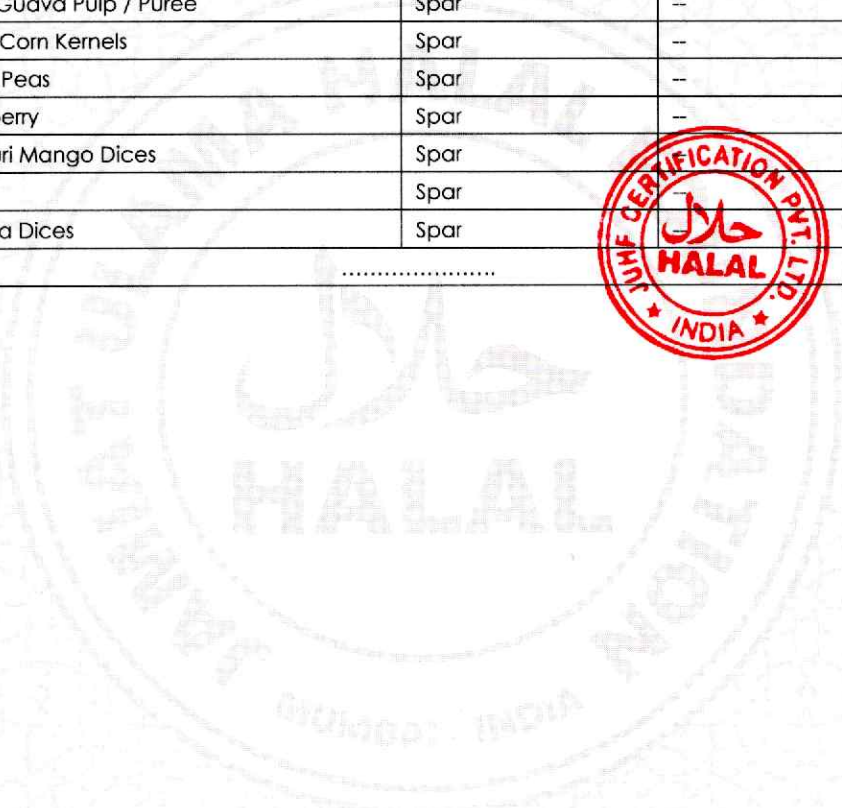 Guava Pulp / Puree Spar --
Corn Kernels Spar --
Peas Spar --
erry Spar --
ri Mango Dices Spar --
Spar --
a Dices Spar --
......................
JUHF CERTIFICATION PVT. LTD.
حلال
HALAL
★ INDIA ★
حلال
HALAL